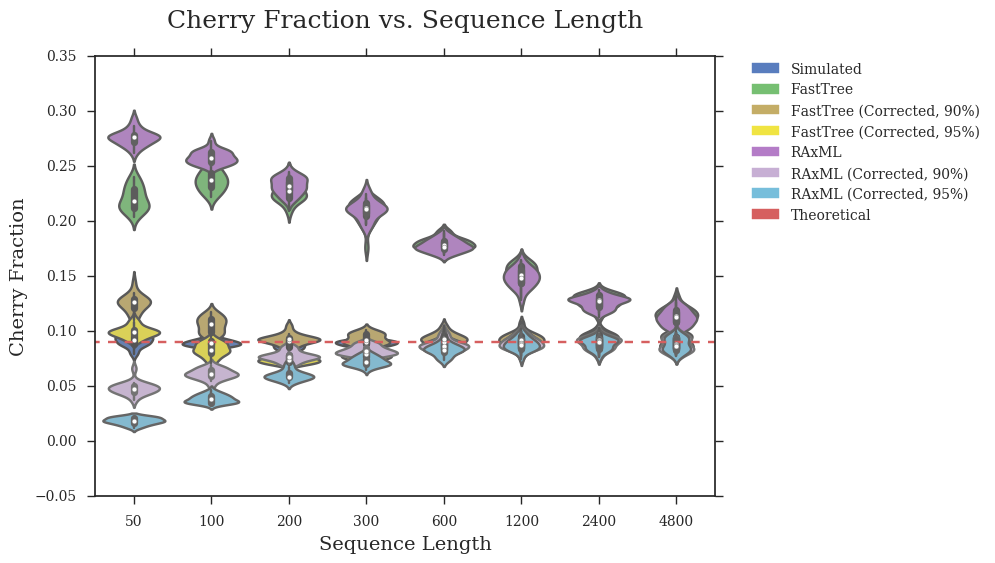 Cherry Fraction vs. Sequence Length
Cherry Fraction
0.35
0.30
0.25
0.20
0.15
0.10
0.05
0.00
−0.05
50
100
200
300
600
1200
2400
4800
Sequence Length
Simulated
FastTree
FastTree (Corrected, 90%)
FastTree (Corrected, 95%)
RAxML
RAxML (Corrected, 90%)
RAxML (Corrected, 95%)
Theoretical